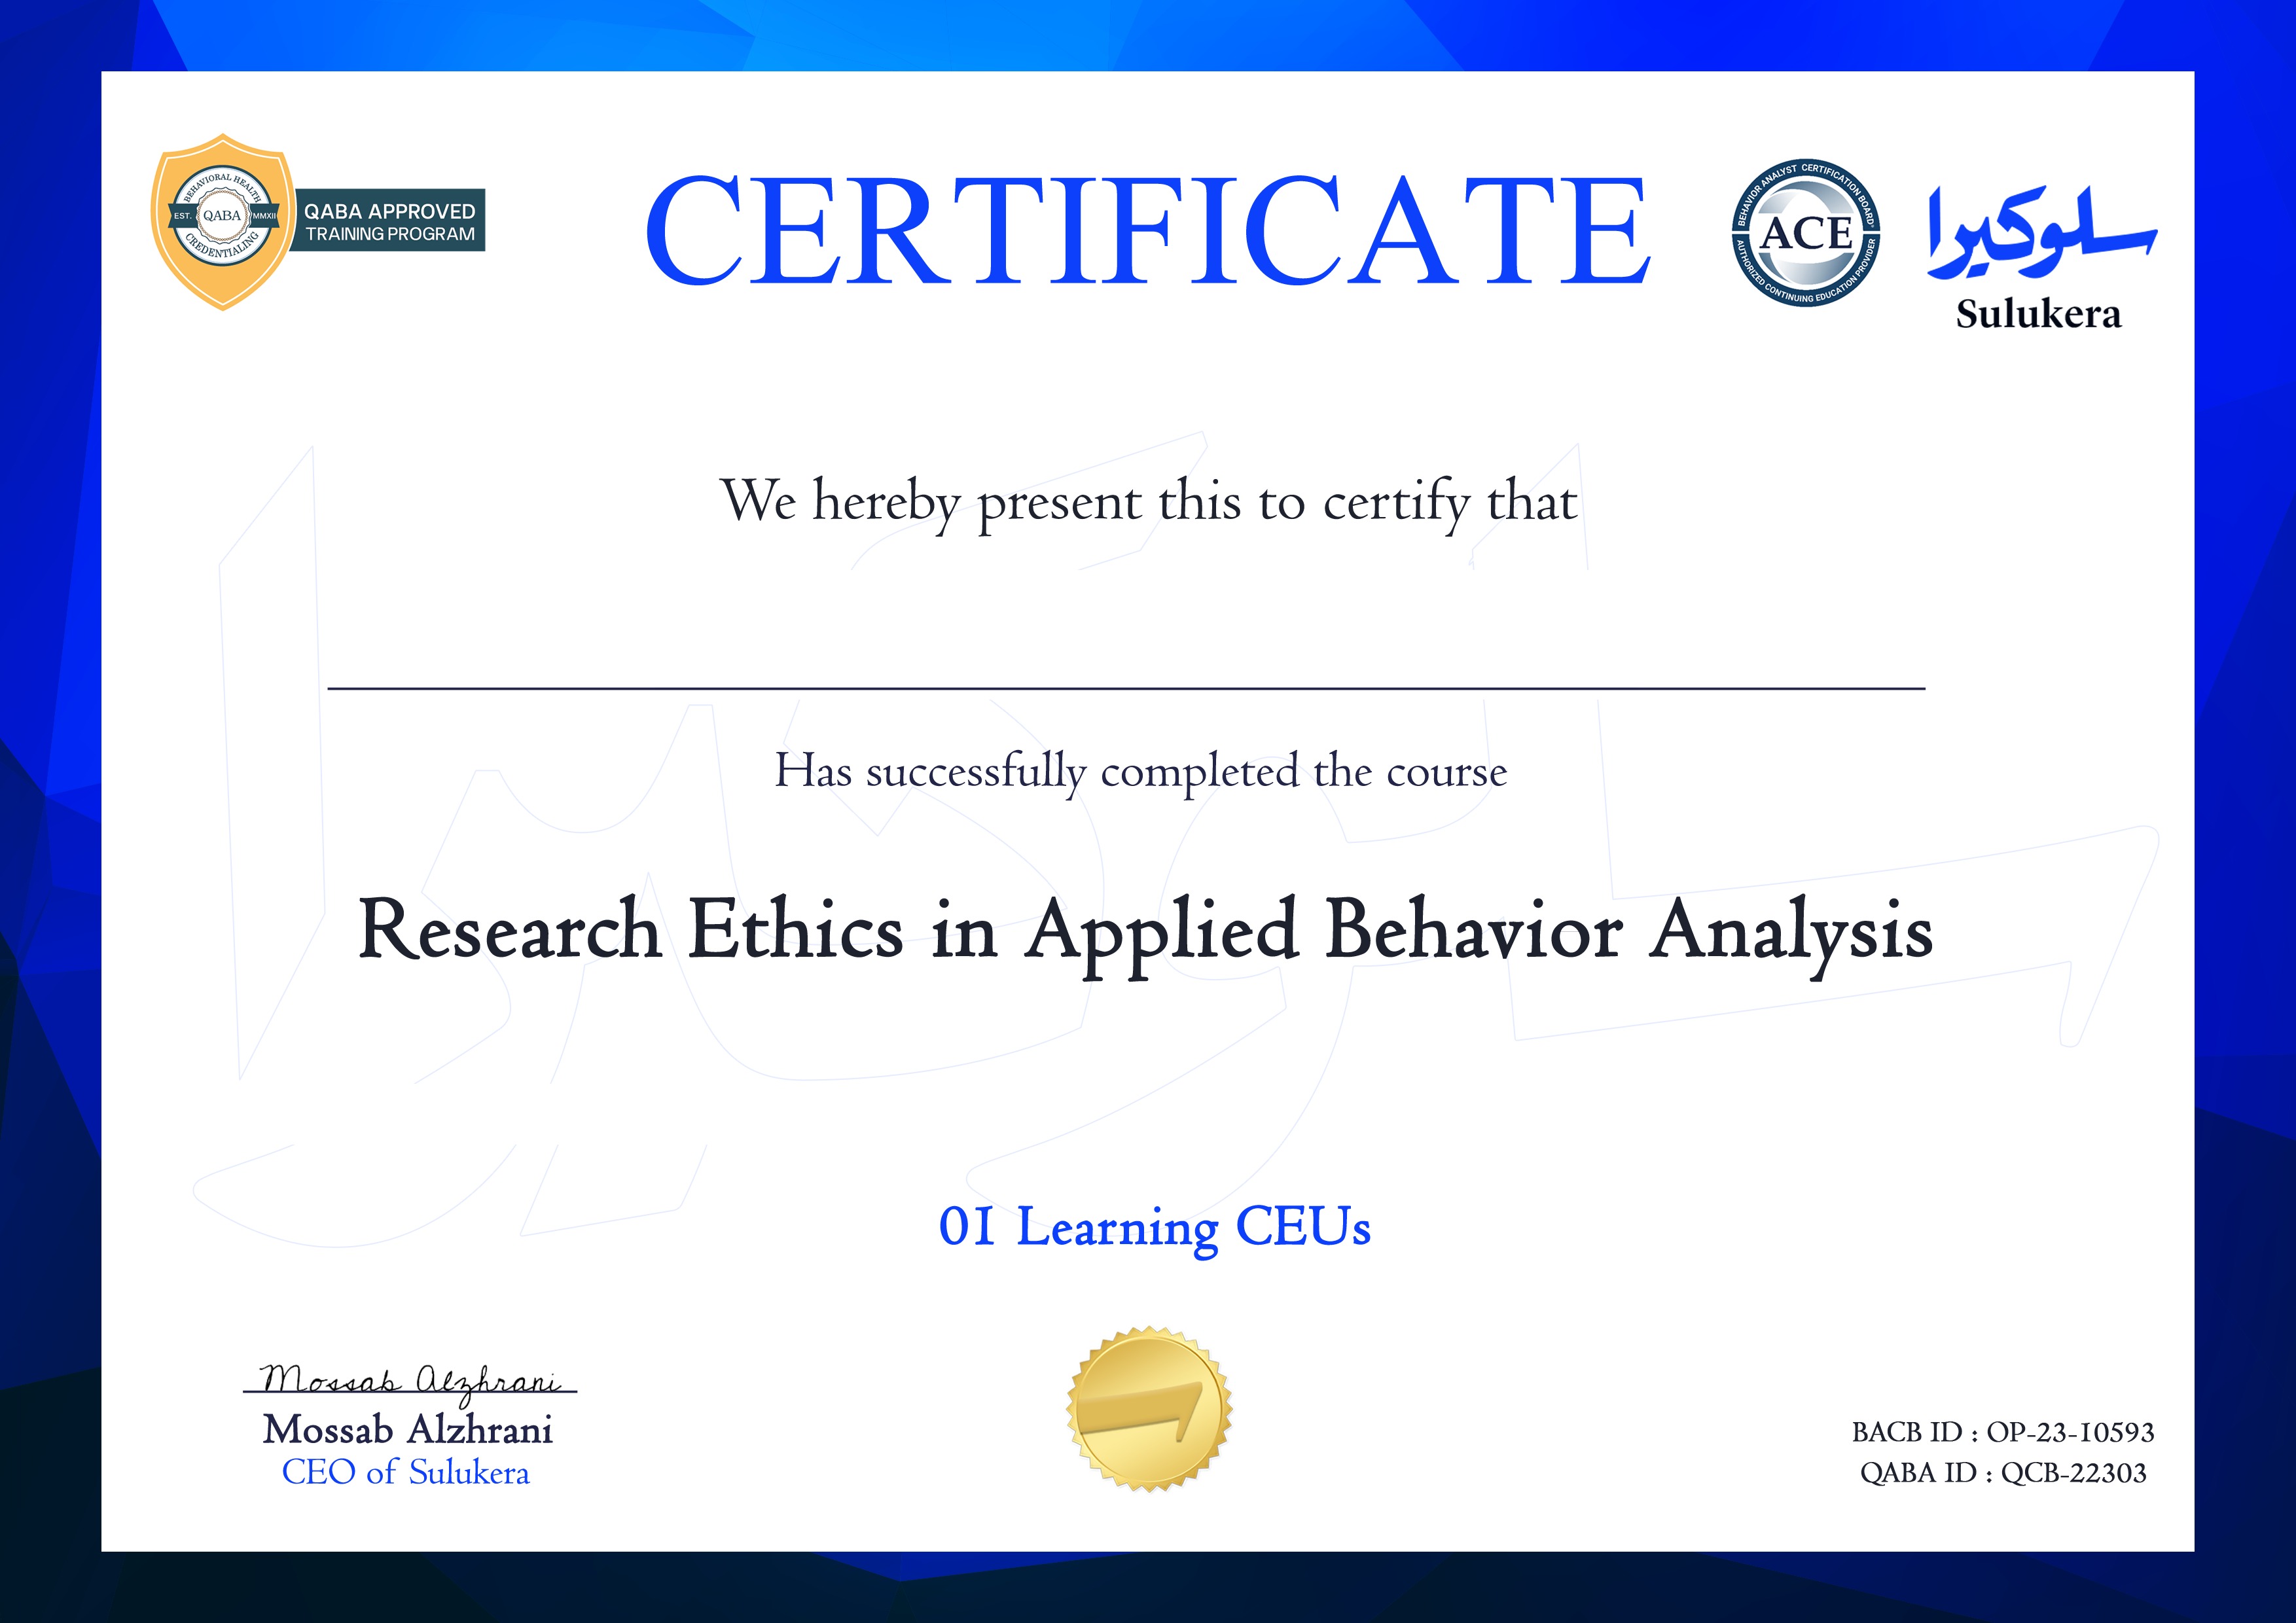 BEHAVIORAL HEALTH
EST. QABA MMXII
CREDENTIALING
QABA APPROVED
TRAINING PROGRAM
CERTIFICATE
BEHAVIOR ANALYST CERTIFICATION BOARD®
ACE
AUTHORIZED CONTINUING EDUCATION PROVIDER
سلوكيرا
Sulukera
We hereby present this to certify that
Has successfully completed the course
Research Ethics in Applied Behavior Analysis
01 Learning CEUs
Mossab Alzhrani
Mossab Alzhrani
CEO of Sulukera
BACB ID : OP-23-10593
QABA ID : QCB-22303